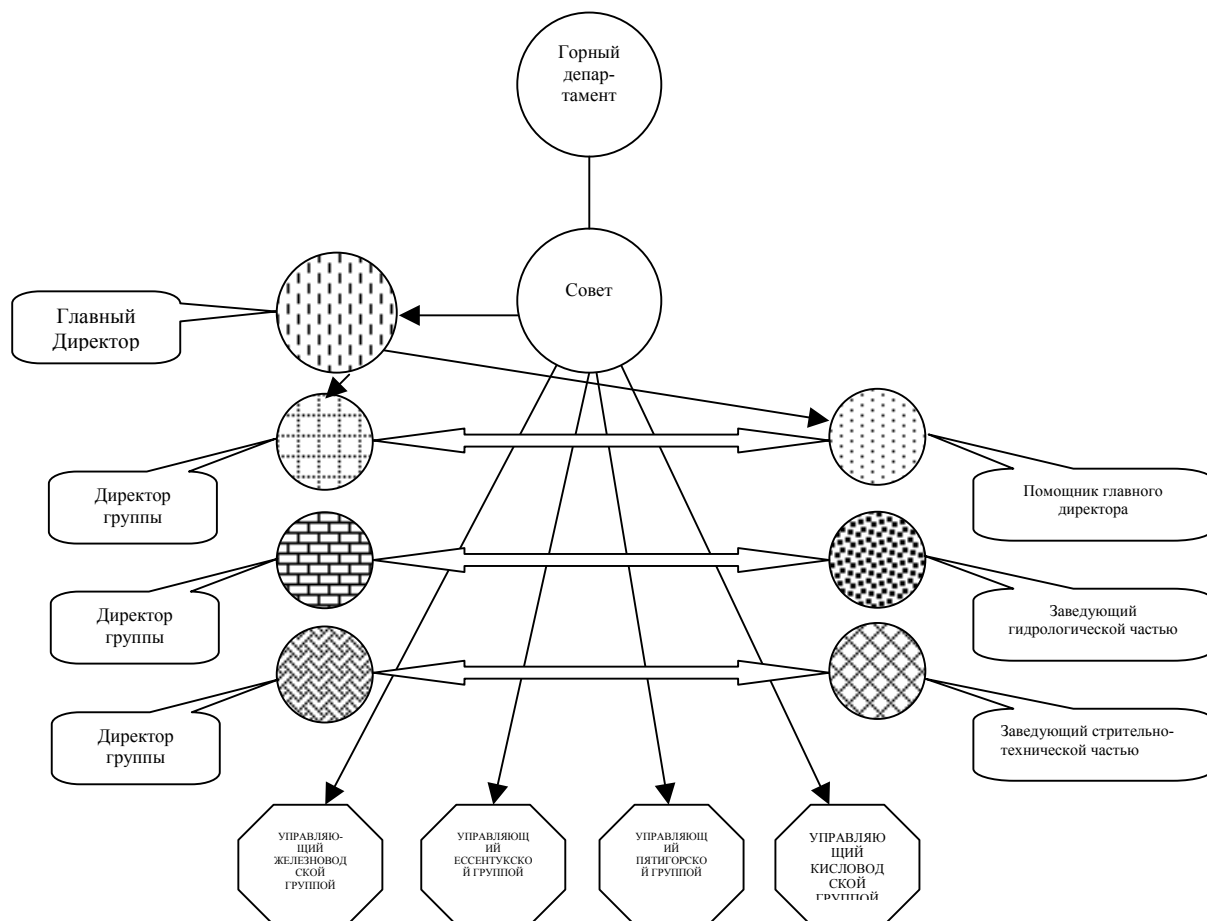 Горный
депар-
тамент
Совет
Главный
Директор
Директор
группы
Помощник главного
директора
Директор
группы
Заведующий
гидрологической частью
Директор
группы
Заведующий стрительно-
технической частью
УПРАВЛЯЮ-
ЩИЙ
ЖЕЛЕЗНОВОД
СКОЙ
ГРУППОЙ
УПРАВЛЯЮЩ
ИЙ
ЕССЕНТУКСКО
Й ГРУППОЙ
УПРАВЛЯЮЩ
ИЙ
ПЯТИГОРСКО
Й ГРУППОЙ
УПРАВЛЯЮ
ЩИЙ
КИСЛОВОД
СКОЙ
ГРУППОЙ